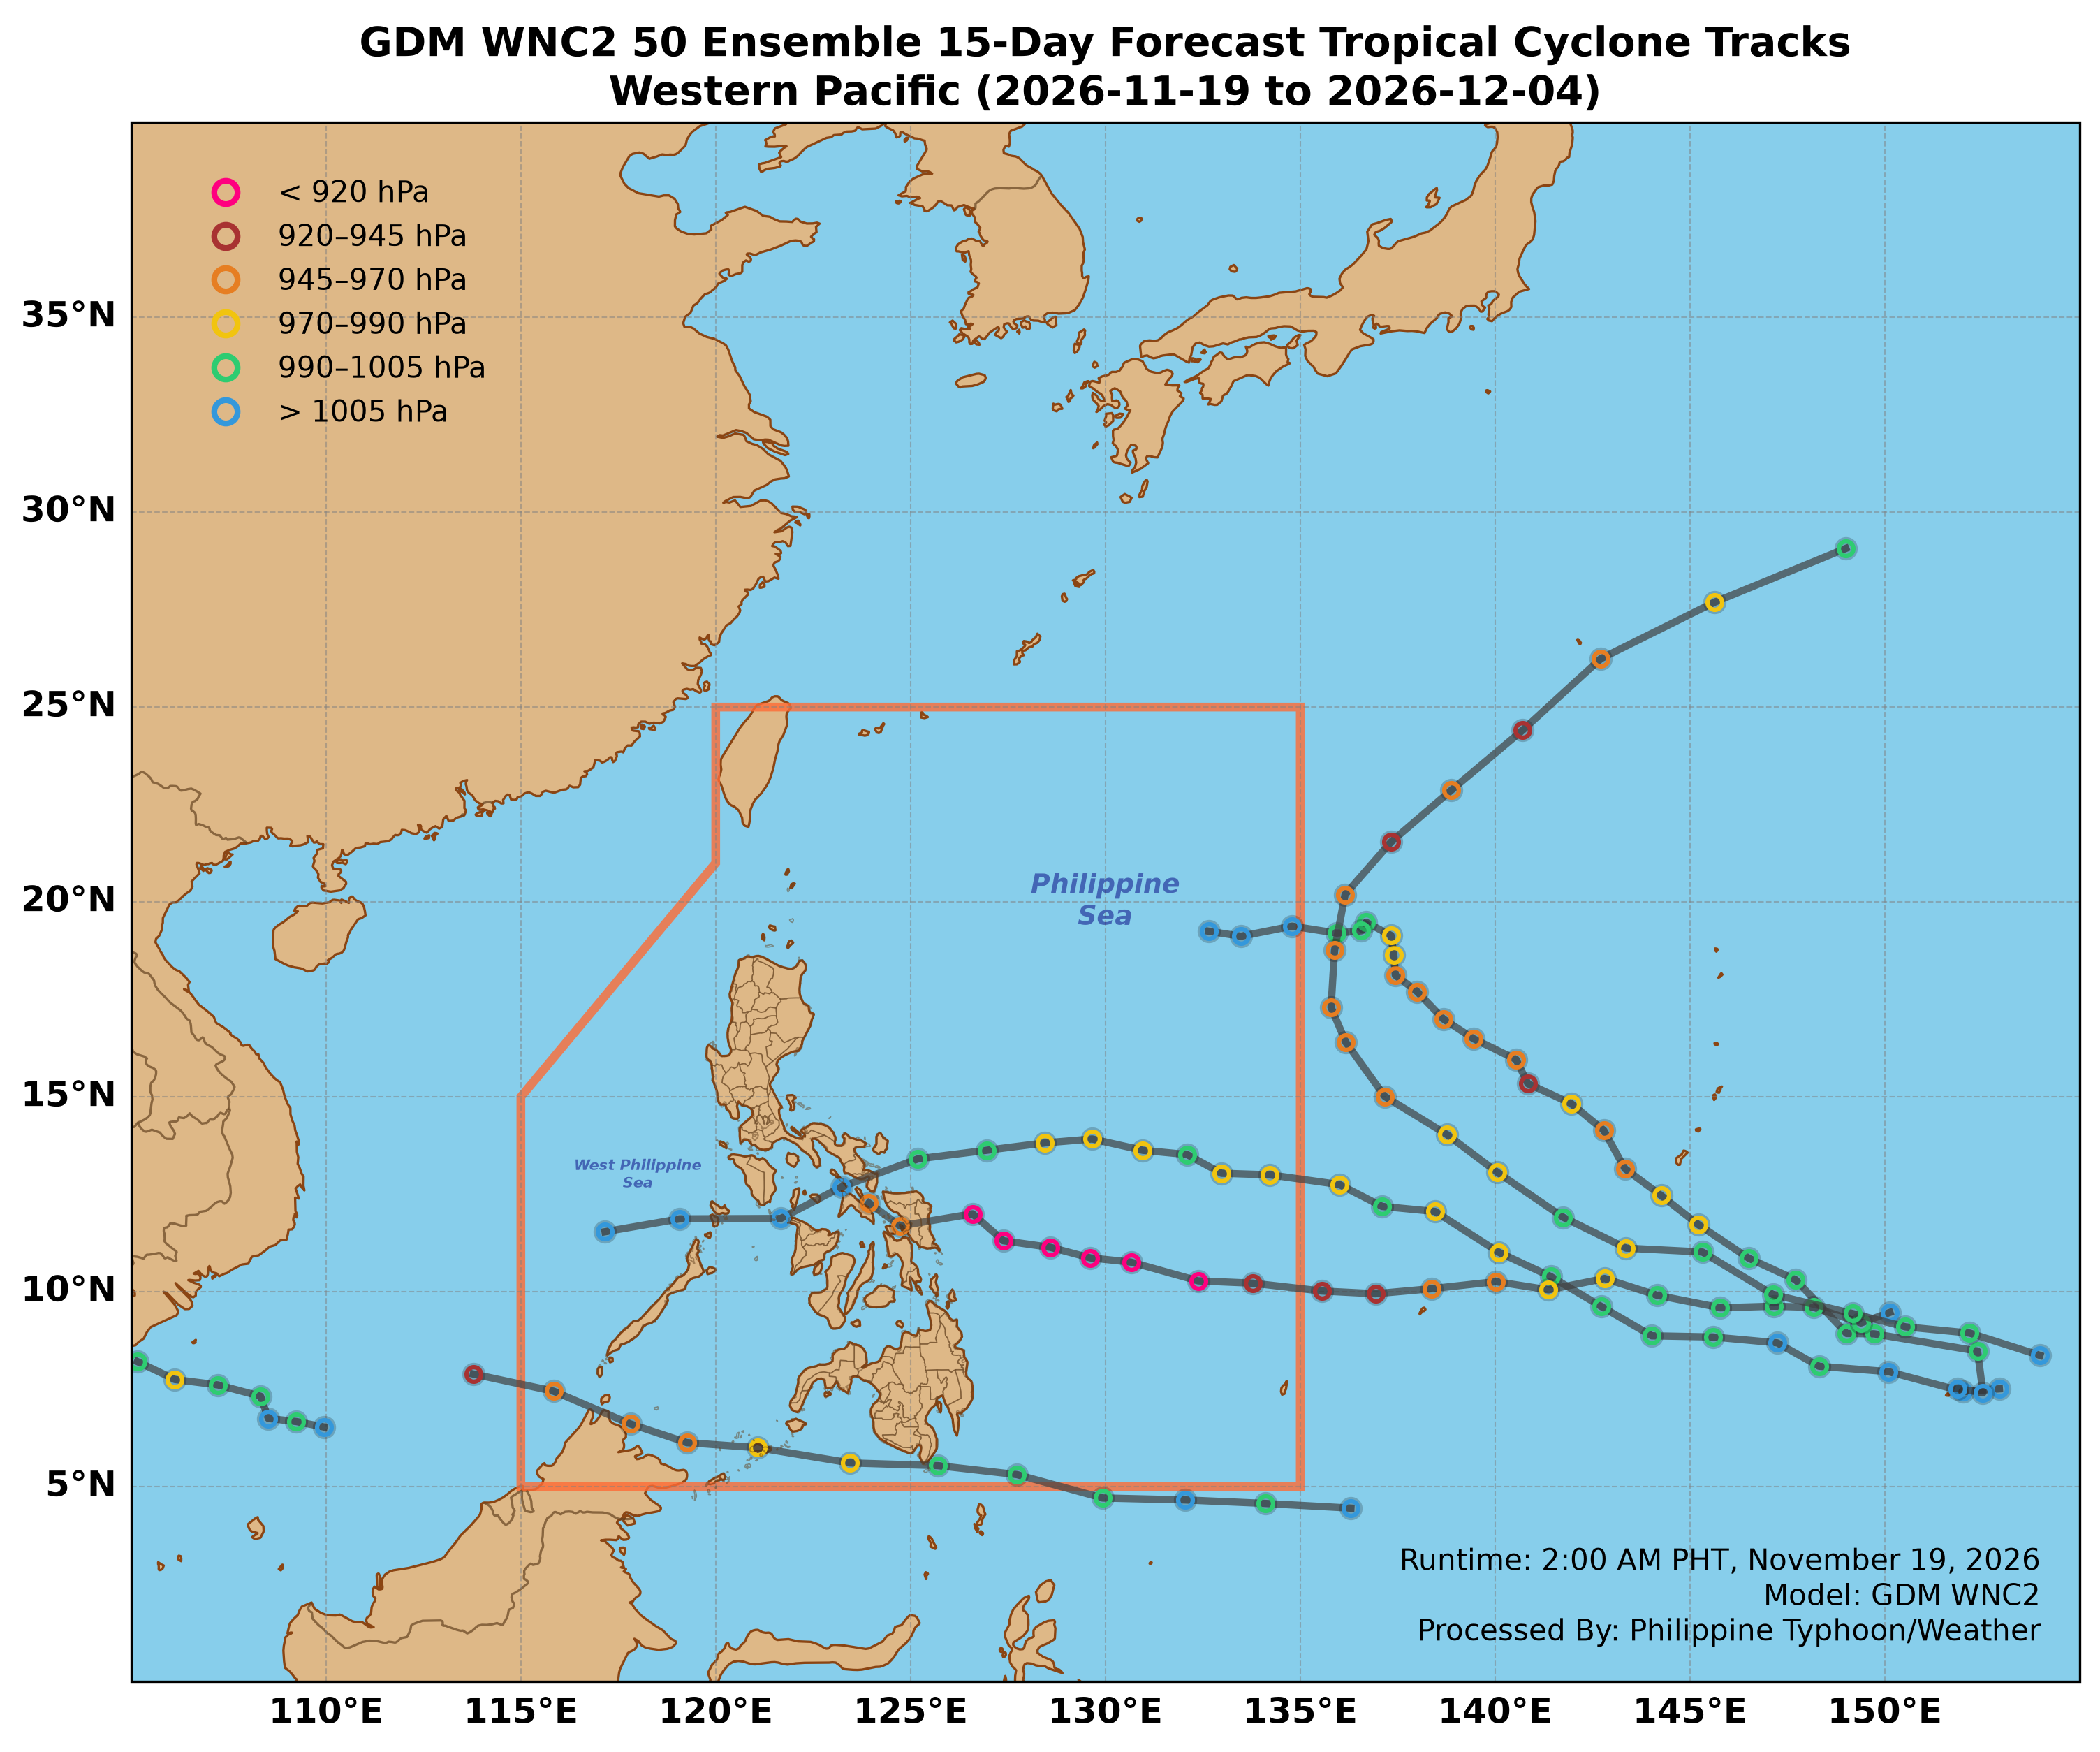 GDM WNC2 50 Ensemble 15-Day Forecast Tropical Cyclone Tracks
Western Pacific (2026-11-19 to 2026-12-04)
< 920 hPa
920–945 hPa
945–970 hPa
970–990 hPa
990–1005 hPa
> 1005 hPa
35°N
30°N
25°N
20°N
15°N
10°N
5°N
Philippine
Sea
West Philippine
Sea
Runtime: 2:00 AM PHT, November 19, 2026
Model: GDM WNC2
Processed By: Philippine Typhoon/Weather
110°E
115°E
120°E
125°E
130°E
135°E
140°E
145°E
150°E